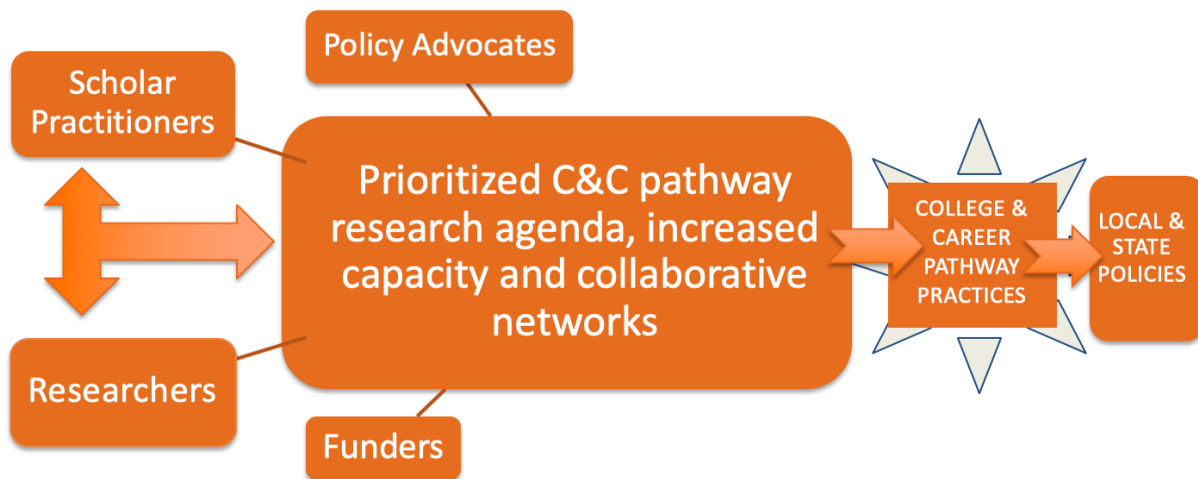 Policy Advocates
Scholar
Practitioners
Prioritized C&C pathway
research agenda, increased
capacity and collaborative
networks
COLLEGE &
CAREER
PATHWAY
PRACTICES
LOCAL &
STATE
POLICIES
Researchers
Funders